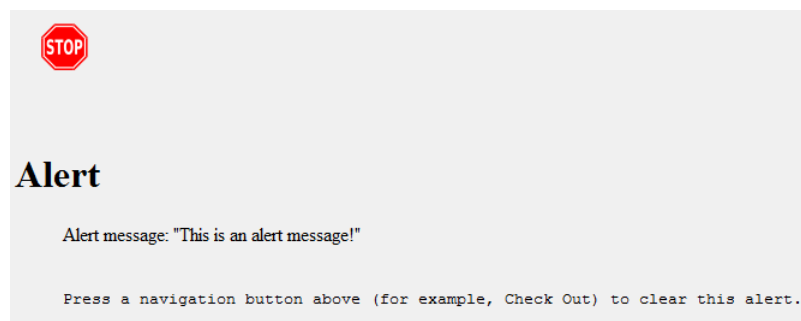 STOP
Alert
Alert message: "This is an alert message!"
Press a navigation button above (for example, Check Out) to clear this alert.